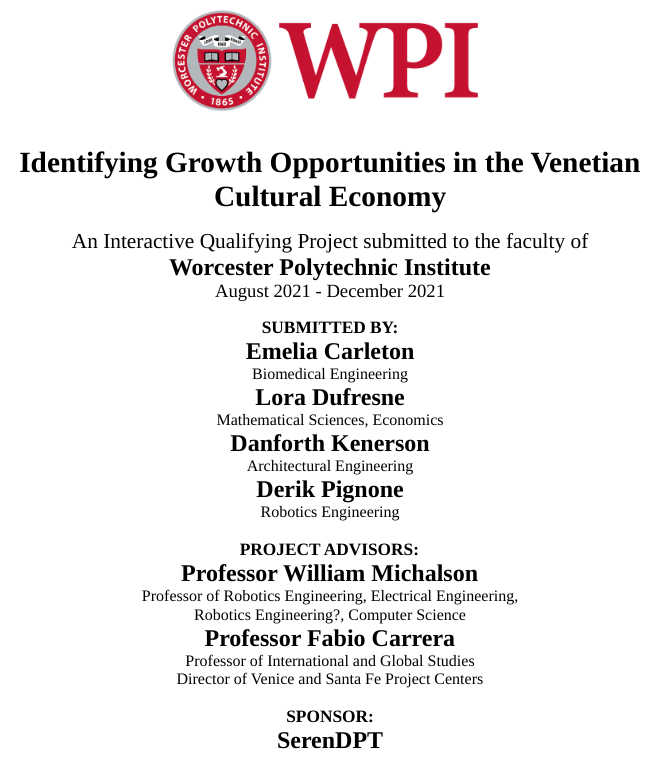 WORCESTER POLYTECHNIC INSTITUTE
1865
WPI
Identifying Growth Opportunities in the Venetian
Cultural Economy
An Interactive Qualifying Project submitted to the faculty of
Worcester Polytechnic Institute
August 2021 - December 2021
SUBMITTED BY:
Emelia Carleton
Biomedical Engineering
Lora Dufresne
Mathematical Sciences, Economics
Danforth Kenerson
Architectural Engineering
Derik Pignone
Robotics Engineering
PROJECT ADVISORS:
Professor William Michalson
Professor of Robotics Engineering, Electrical Engineering,
Robotics Engineering?, Computer Science
Professor Fabio Carrera
Professor of International and Global Studies
Director of Venice and Santa Fe Project Centers
SPONSOR:
SerenDPT